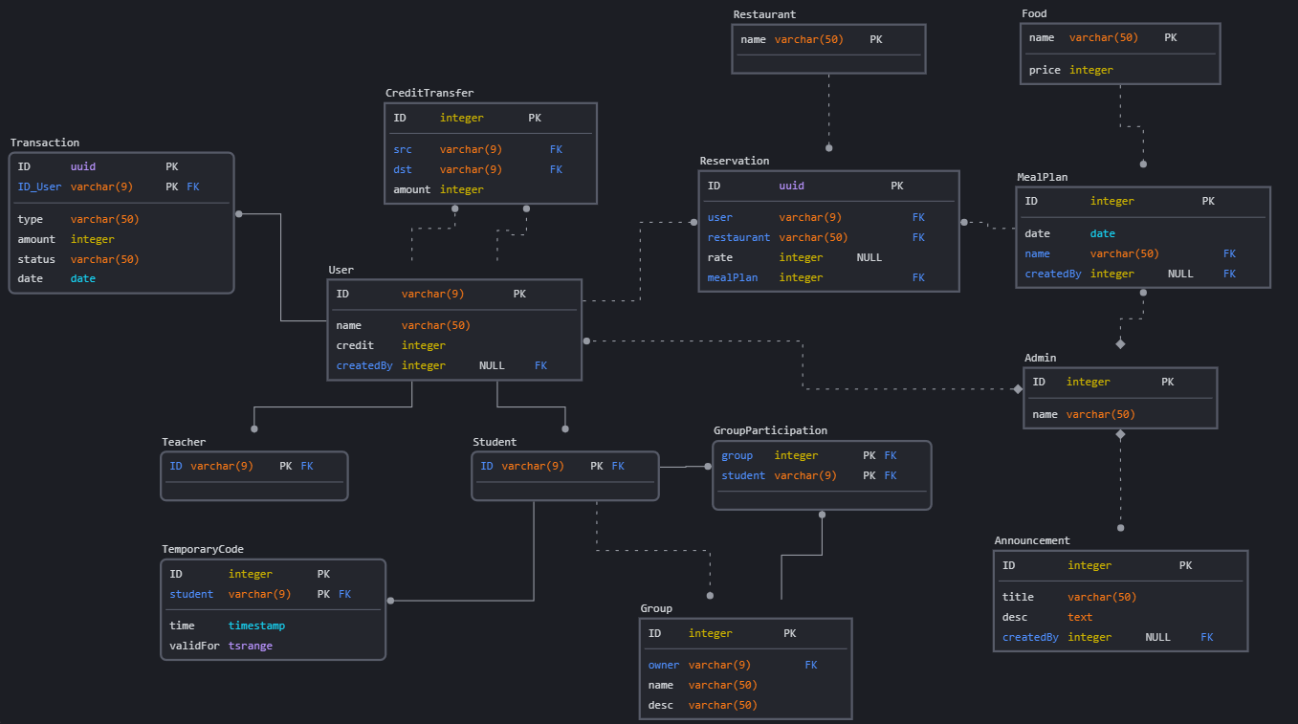 Restaurant
name varchar(50) PK
Food
name varchar(50) PK
price integer
CreditTransfer
ID integer PK
src varchar(9) FK
dst varchar(9) FK
amount integer
Transaction
ID uuid PK
ID_User varchar(9) PK FK
type varchar(50)
amount integer
status varchar(50)
date date
Reservation
ID uuid PK
user varchar(9) FK
restaurant varchar(50) FK
rate integer NULL
mealPlan integer FK
MealPlan
ID integer PK
date date
name varchar(50) FK
createdBy integer NULL FK
User
ID varchar(9) PK
name varchar(50)
credit integer
createdBy integer NULL FK
Admin
ID integer PK
name varchar(50)
Teacher
ID varchar(9) PK FK
Student
ID varchar(9) PK FK
GroupParticipation
group integer PK FK
student varchar(9) PK FK
TemporaryCode
ID integer PK
student varchar(9) PK FK
time timestamp
validFor tsrange
Announcement
ID integer PK
title varchar(50)
desc text
createdBy integer NULL FK
Group
ID integer PK
owner varchar(9) FK
name varchar(50)
desc varchar(50)